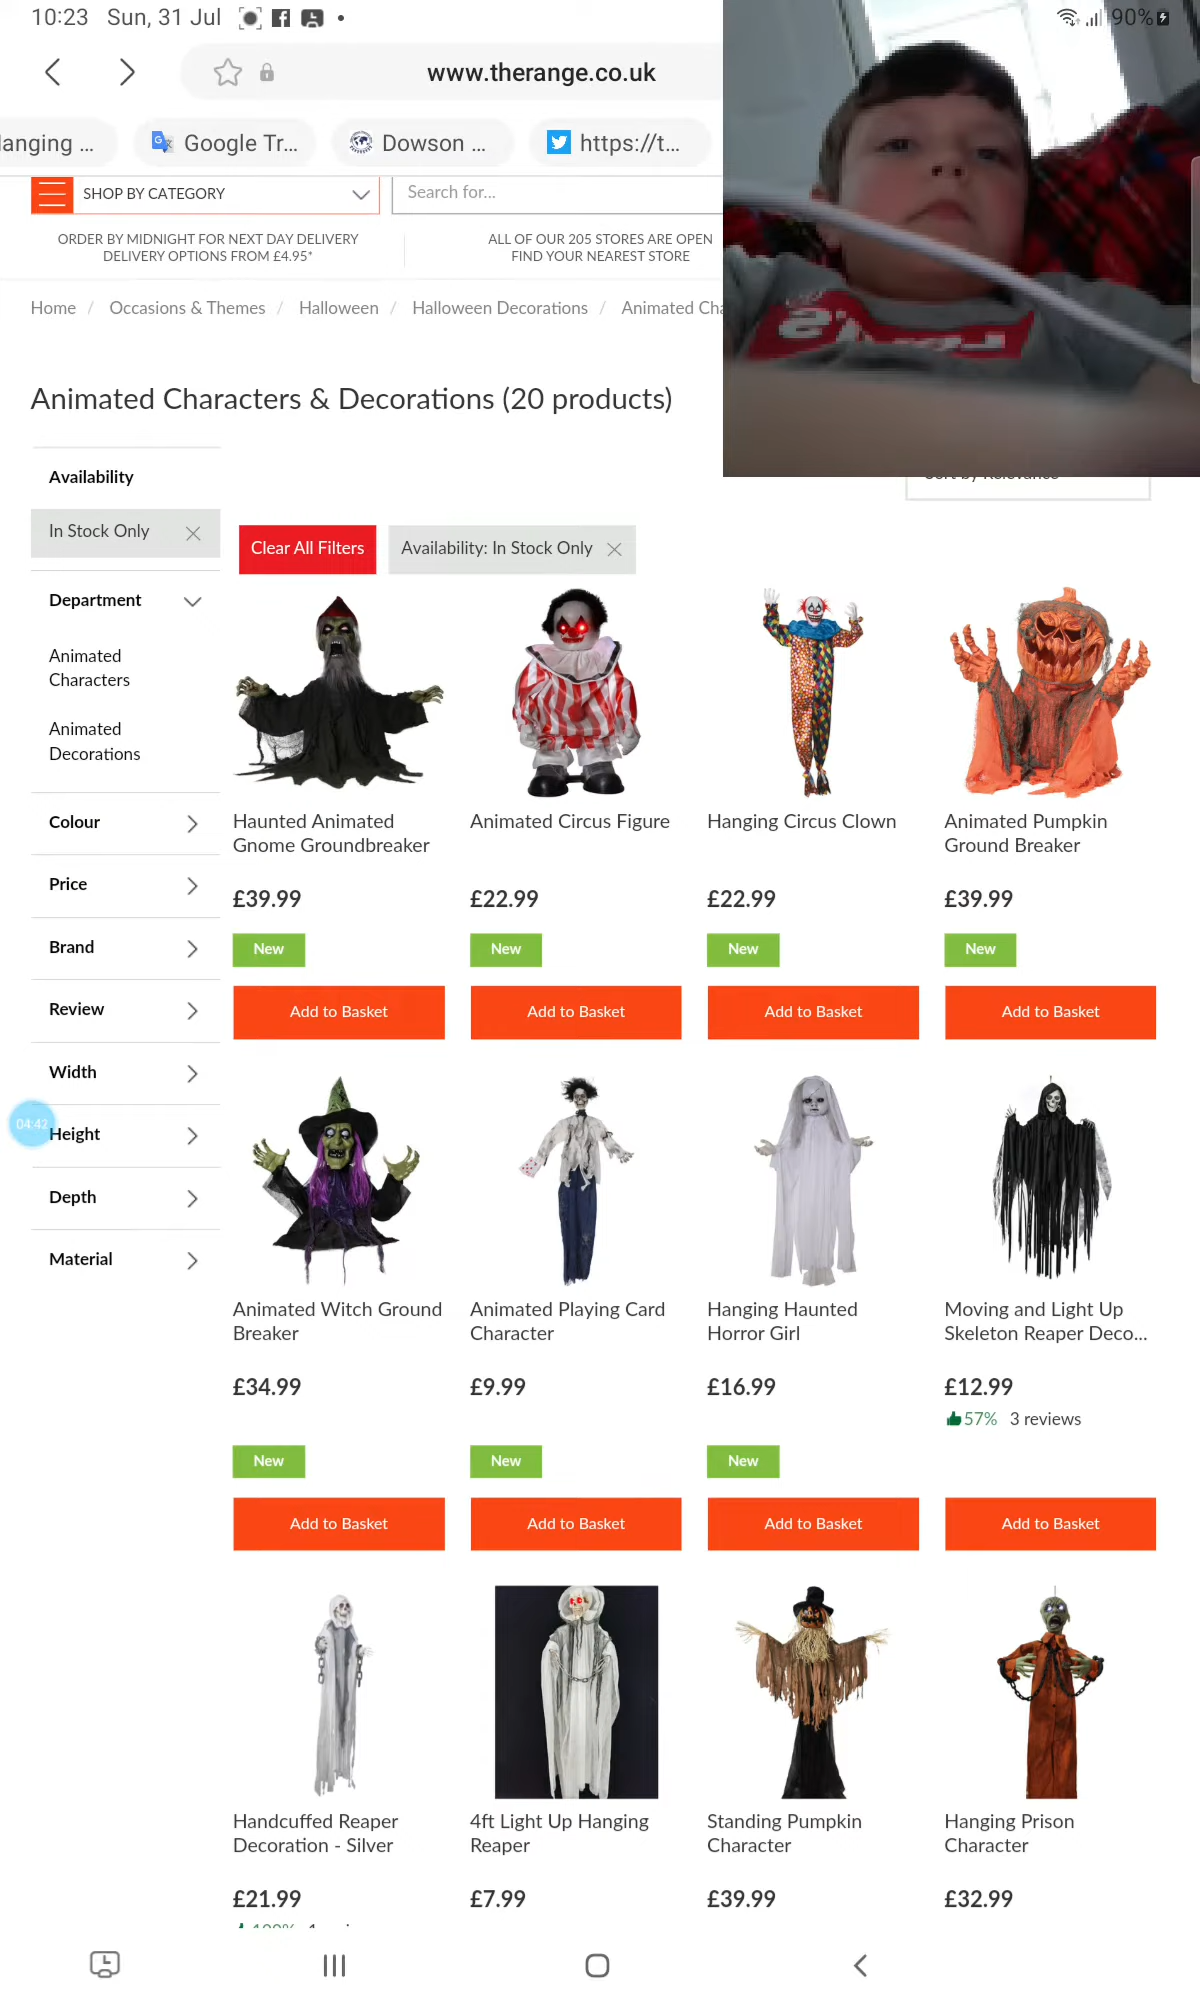 10:23 Sun, 31 Jul
90%
www.therange.co.uk
anging ...
Google Tr...
Dowson ...
https://t...
SHOP BY CATEGORY
Search for...
ORDER BY MIDNIGHT FOR NEXT DAY DELIVERY
DELIVERY OPTIONS FROM £4.95*
ALL OF OUR 205 STORES ARE OPEN
FIND YOUR NEAREST STORE
Home / Occasions & Themes / Halloween / Halloween Decorations / Animated Cha
Animated Characters & Decorations (20 products)
Sort by Relevance
Availability
In Stock Only
Clear All Filters
Availability: In Stock Only
Department
Animated
Characters
Animated
Decorations
Colour
Price
Brand
Review
Width
04:42
Height
Depth
Material
Haunted Animated
Gnome Groundbreaker
£39.99
New
Add to Basket
Animated Circus Figure
£22.99
New
Add to Basket
Hanging Circus Clown
£22.99
New
Add to Basket
Animated Pumpkin
Ground Breaker
£39.99
New
Add to Basket
Animated Witch Ground
Breaker
£34.99
New
Add to Basket
Animated Playing Card
Character
£9.99
New
Add to Basket
Hanging Haunted
Horror Girl
£16.99
New
Add to Basket
Moving and Light Up
Skeleton Reaper Deco...
£12.99
57% 3 reviews
Add to Basket
Handcuffed Reaper
Decoration - Silver
£21.99
4ft Light Up Hanging
Reaper
£7.99
Standing Pumpkin
Character
£39.99
Hanging Prison
Character
£32.99